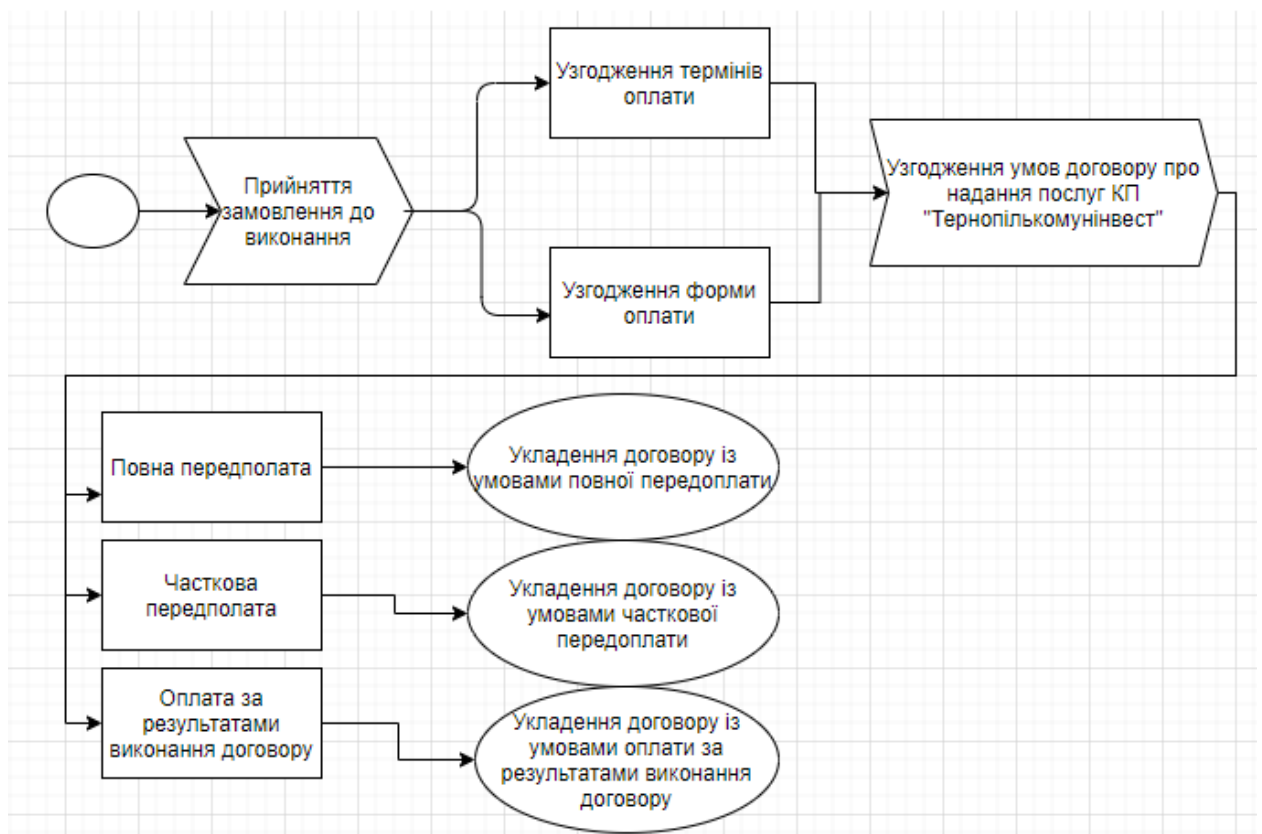 Узгодження термінів
оплати
Прийняття
замовлення до
виконання
Узгодження форми
оплати
Узгодження умов договору про
надання послуг КП
"Тернопількомунінвест"
Повна передполата
Укладення договору із
умовами повної передоплати
Часткова
передполата
Укладення договору із
умовами часткової
передоплати
Оплата за
результатами
виконання договору
Укладення договору із
умовами оплати за
результатами виконання
договору